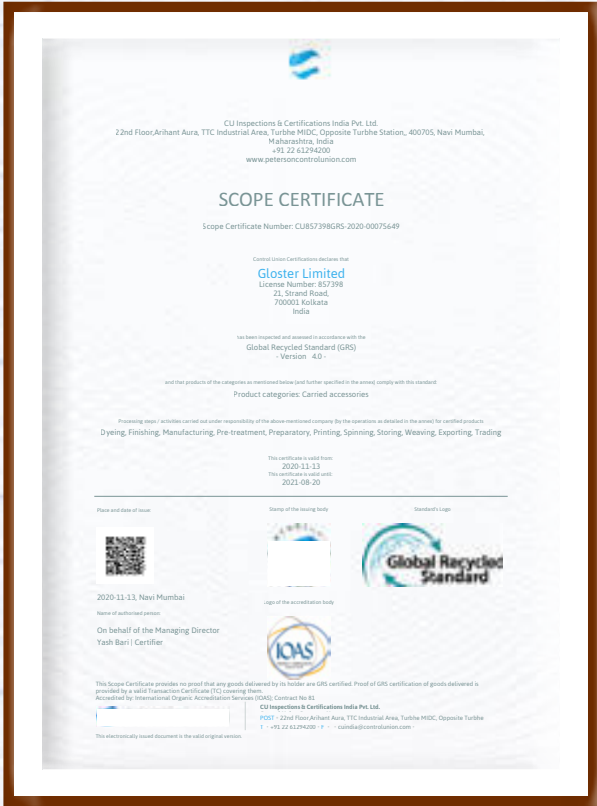 CU Inspections & Certifications India Pvt. Ltd.
22nd Floor,Arihant Aura, TTC Industrial Area, Turbhe MIDC, Opposite Turbhe Station,, 400705, Navi Mumbai,
Maharashtra, India
+91 22 61294200
www.petersoncontrolunion.com
SCOPE CERTIFICATE
Scope Certificate Number: CU857398GRS-2020-00075649
Control Union Certifications declares that
Gloster Limited
License Number: 857398
21, Strand Road,
700001 Kolkata
India
has been inspected and assessed in accordance with the
Global Recycled Standard (GRS)
- Version 4.0 -
and that products of the categories as mentioned below (and further specified in the annex) comply with this standard:
Product categories: Carried accessories
Processing steps / activities carried out under responsibility of the above mentioned company (by the operations as detailed in the annex) for certified products
Dyeing, Finishing, Manufacturing, Pre-treatment, Preparatory, Printing, Spinning, Storing, Weaving, Exporting, Trading
This certificate is valid from:
2020-11-13
This certificate is valid until:
2021-08-20
Place and date of issue
Stamp of the issuing body
Standard's Logo
Global Recycled
Standard
2020-11-13, Navi Mumbai
Logo of the accreditation body
Name of authorised person
On behalf of the Managing Director
Yash Bari | Certifier
IOAS
This Scope Certificate provides no proof that any goods delivered by its holder are GRS certified. Proof of GRS certification of goods delivered is
provided by a valid Transaction Certificate (TC) covering them.
Accredited by: International Organic Accreditation Services (IOAS); Contract No 81
CU Inspections & Certifications India Pvt. Ltd.
POST - 22nd Floor,Arihant Aura, TTC Industrial Area, Turbhe MIDC, Opposite Turbhe
T - +91 22 61294200 - F - - cuindia@controlunion.com -
This electronically issued document is the valid original version